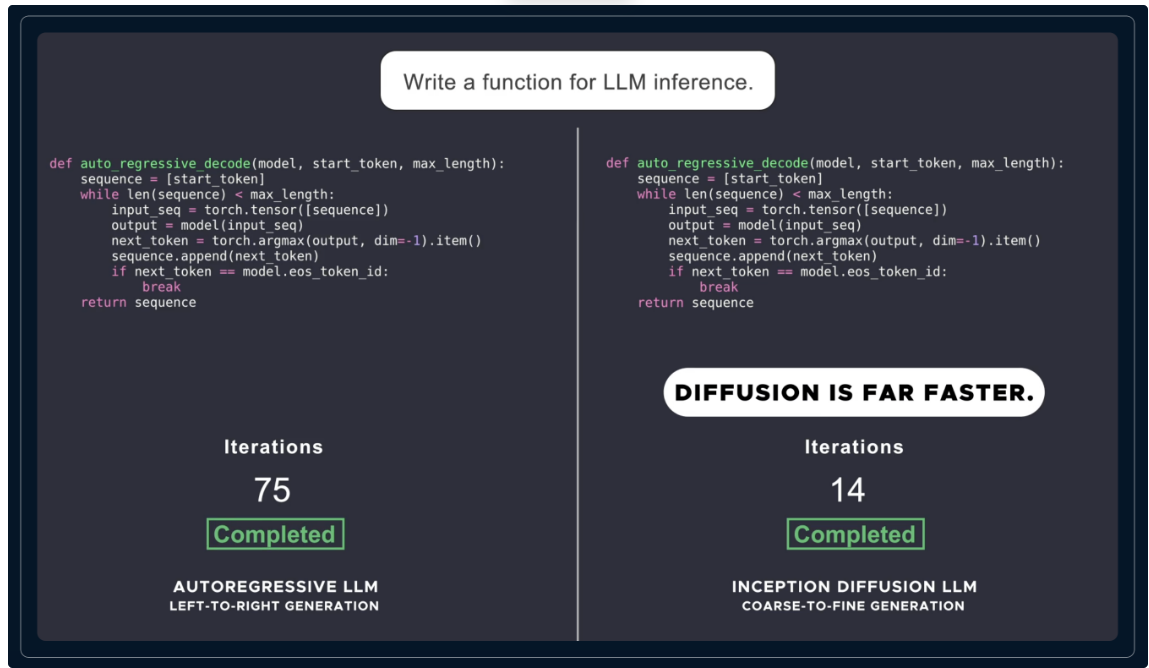 Write a function for LLM inference.
def auto_regressive_decode(model, start_token, max_length):
    sequence = [start_token]
    while len(sequence) < max_length:
        input_seq = torch.tensor([sequence])
        output = model(input_seq)
        next_token = torch.argmax(output, dim=-1).item()
        sequence.append(next_token)
        if next_token == model.eos_token_id:
            break
    return sequence
Iterations
75
Completed
AUTOREGRESSIVE LLM
LEFT-TO-RIGHT GENERATION
def auto_regressive_decode(model, start_token, max_length):
    sequence = [start_token]
    while len(sequence) < max_length:
        input_seq = torch.tensor([sequence])
        output = model(input_seq)
        next_token = torch.argmax(output, dim=-1).item()
        sequence.append(next_token)
        if next_token == model.eos_token_id:
            break
    return sequence
DIFFUSION IS FAR FASTER.
Iterations
14
Completed
INCEPTION DIFFUSION LLM
COARSE-TO-FINE GENERATION